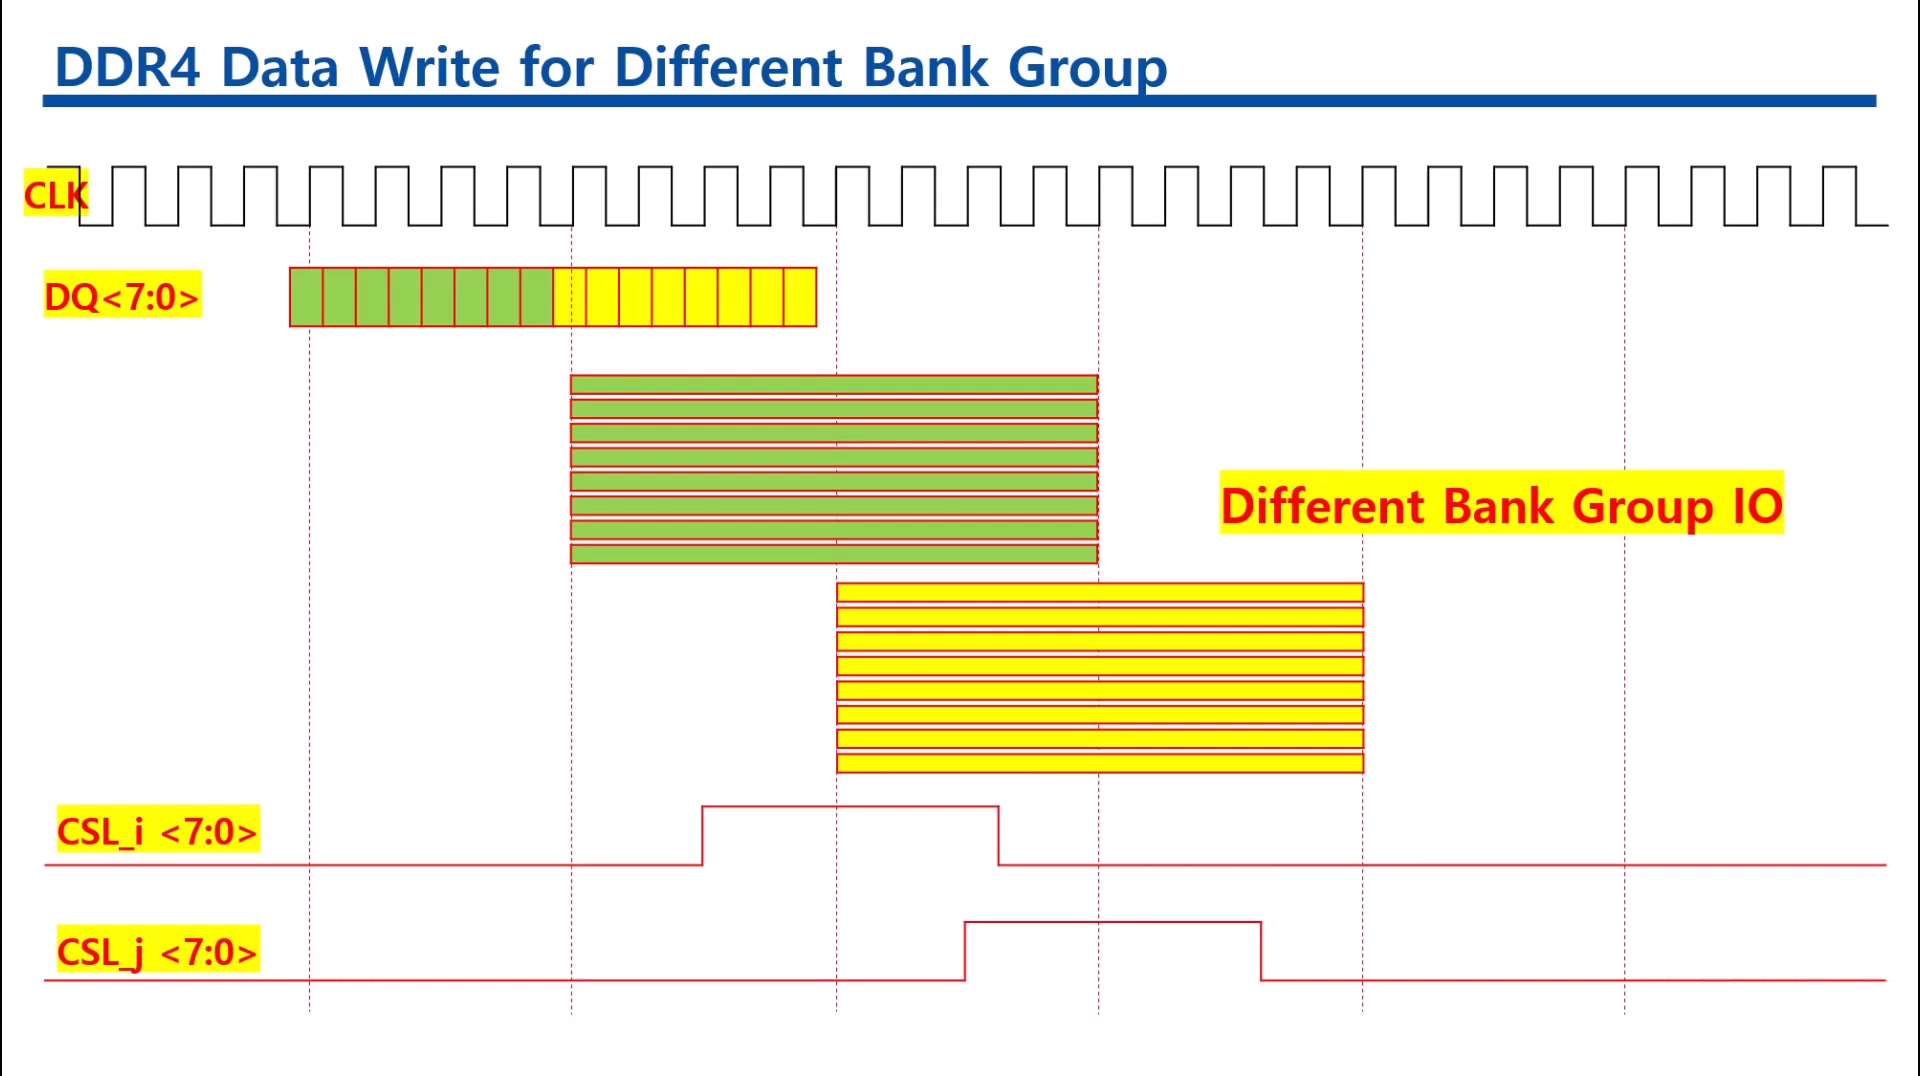 DDR4 Data Write for Different Bank Group
CLK
DQ<7:0>
Different Bank Group IO
CSL_i <7:0>
CSL_j <7:0>